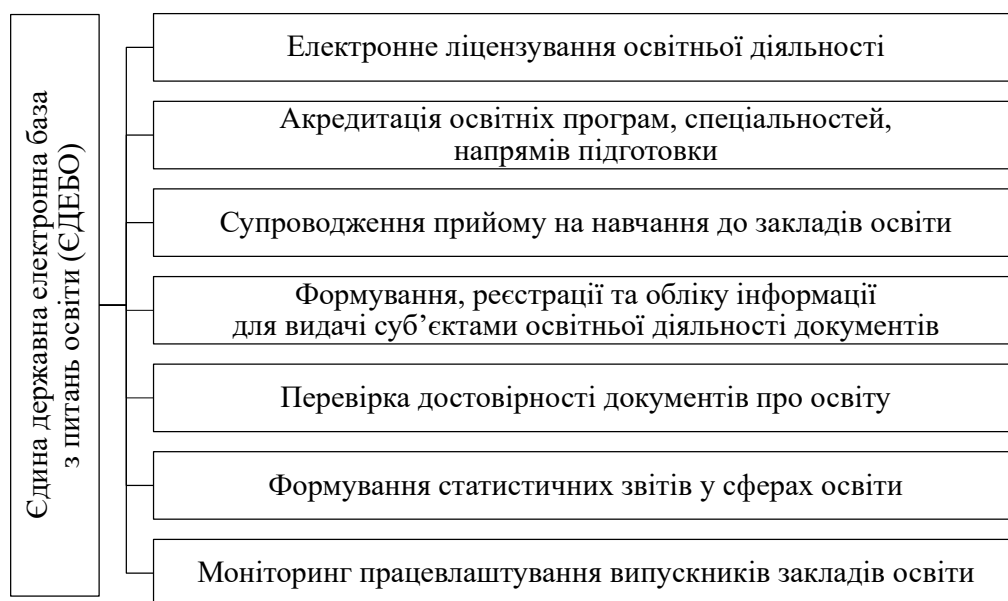 Єдина державна електронна база
з питань освіти (ЄДЕБО)
Електронне ліцензування освітньої діяльності
Акредитація освітніх програм, спеціальностей,
напрямів підготовки
Супроводження прийому на навчання до закладів освіти
Формування, реєстрації та обліку інформації
для видачі суб’єктами освітньої діяльності документів
Перевірка достовірності документів про освіту
Формування статистичних звітів у сферах освіти
Моніторинг працевлаштування випускників закладів освіти